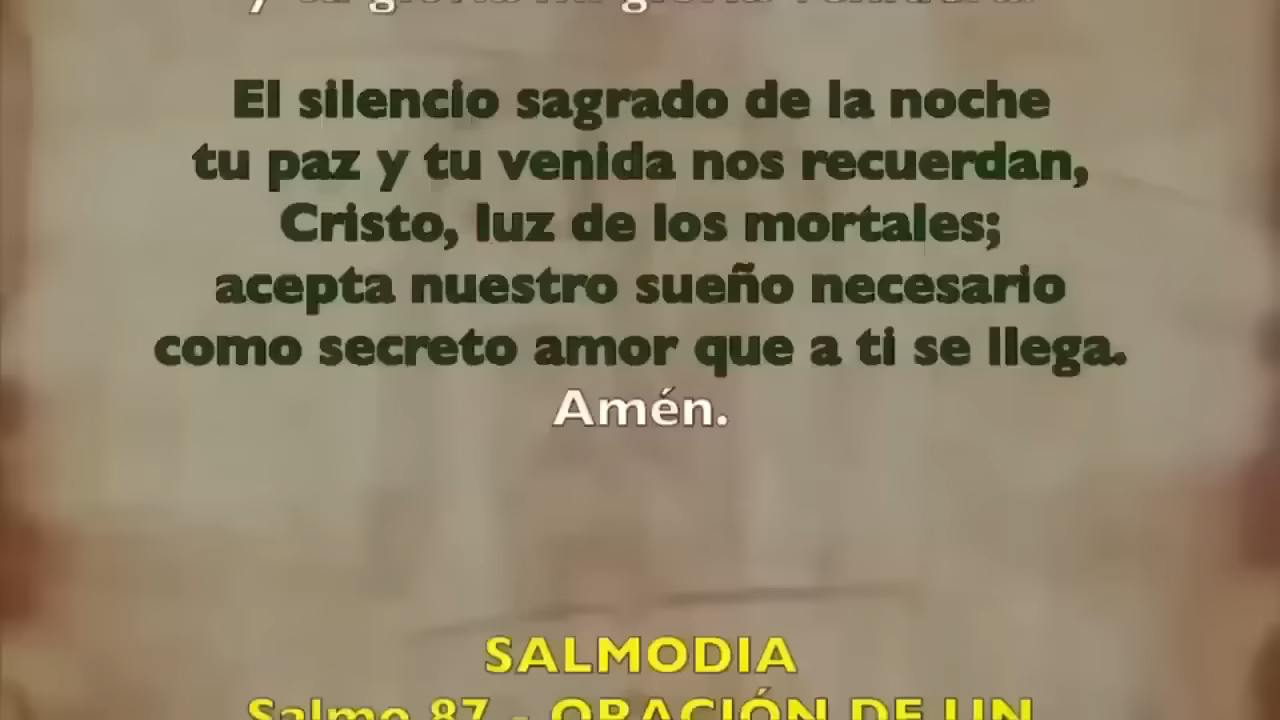 El silencio sagrado de la noche
tu paz y tu venida nos recuerdan,
Cristo, luz de los mortales;
acepta nuestro sueño necesario
como secreto amor que a ti se llega.
Amén.
SALMODIA
Salmo 87 - ORACIÓN DE UN